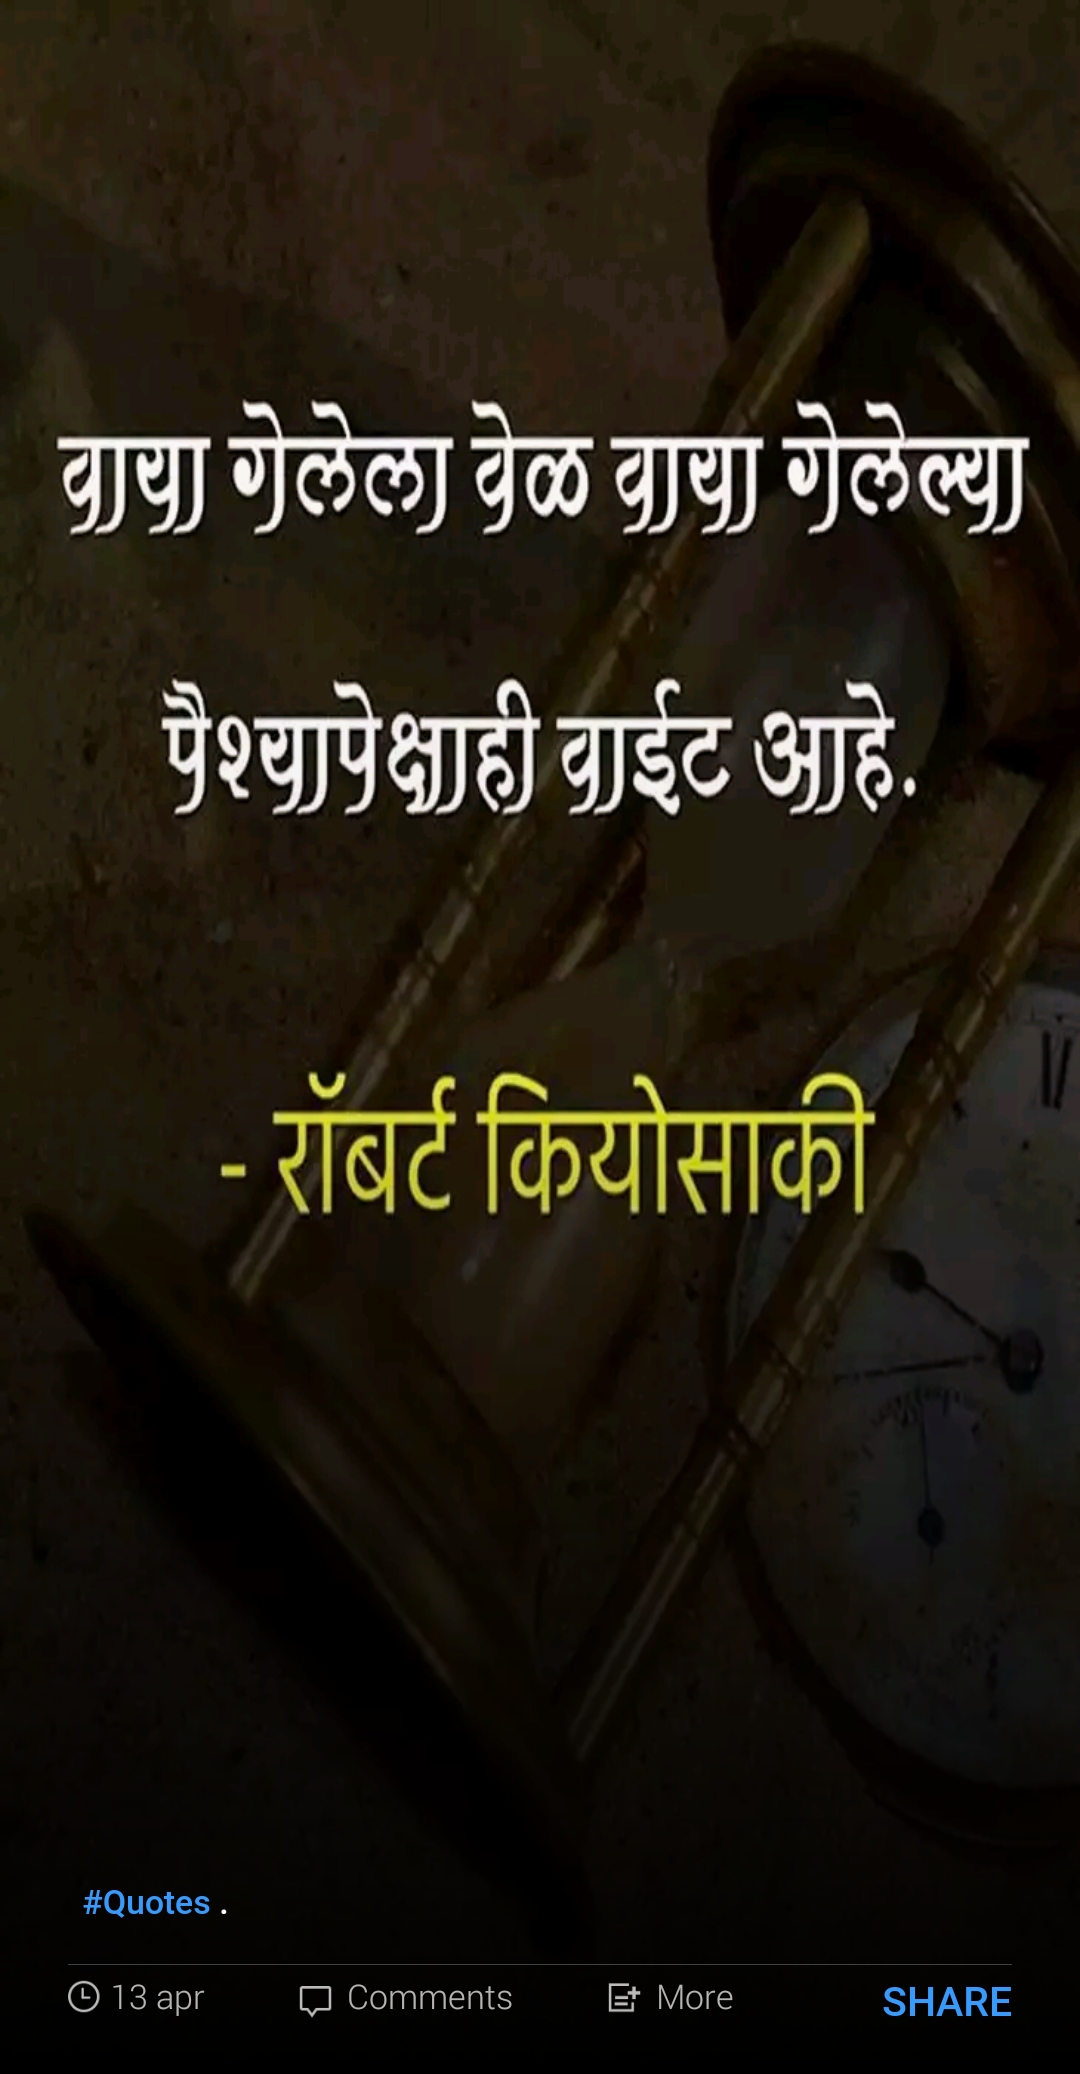 वाया गेलेला वेळ वाया गेलेल्या
पैश्यापेक्षाही वाईट आहे.
- रॉबर्ट कियोसाकी
#Quotes .
13 apr Comments More SHARE